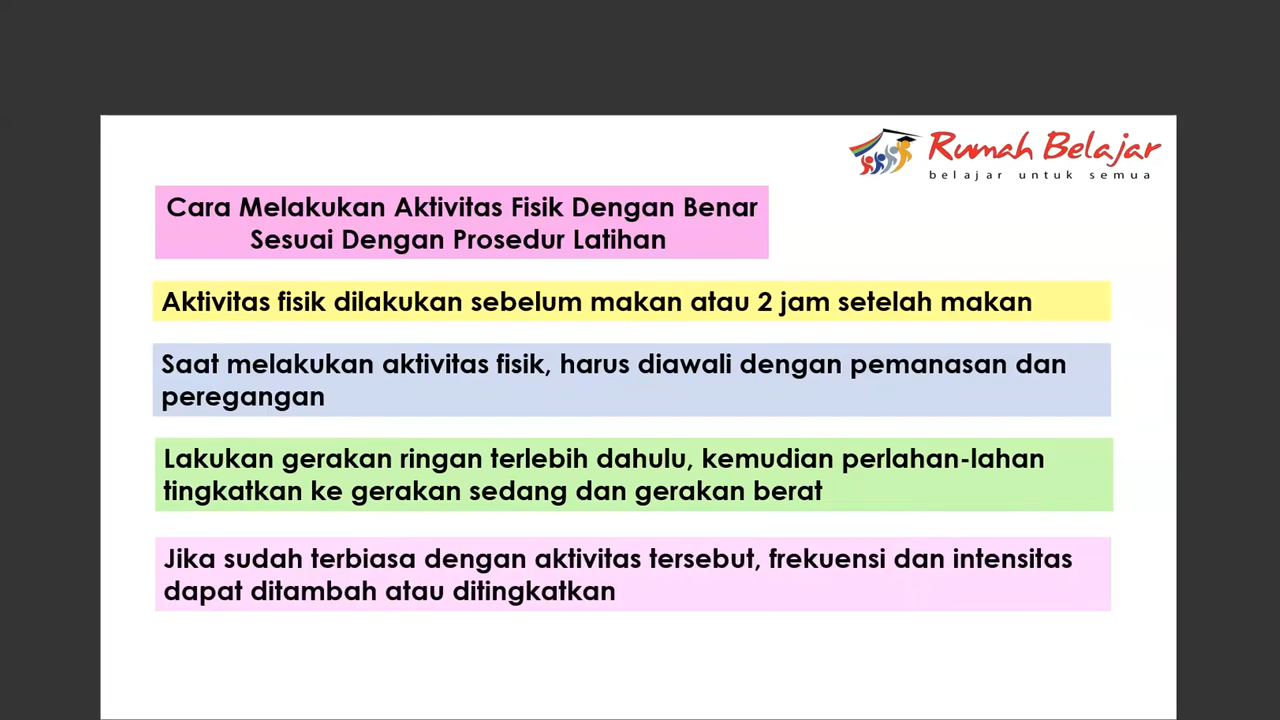 Rumah Belajar
belajar untuk semua
Cara Melakukan Aktivitas Fisik Dengan Benar
Sesuai Dengan Prosedur Latihan
Aktivitas fisik dilakukan sebelum makan atau 2 jam setelah makan
Saat melakukan aktivitas fisik, harus diawali dengan pemanasan dan
peregangan
Lakukan gerakan ringan terlebih dahulu, kemudian perlahan-lahan
tingkatkan ke gerakan sedang dan gerakan berat
Jika sudah terbiasa dengan aktivitas tersebut, frekuensi dan intensitas
dapat ditambah atau ditingkatkan